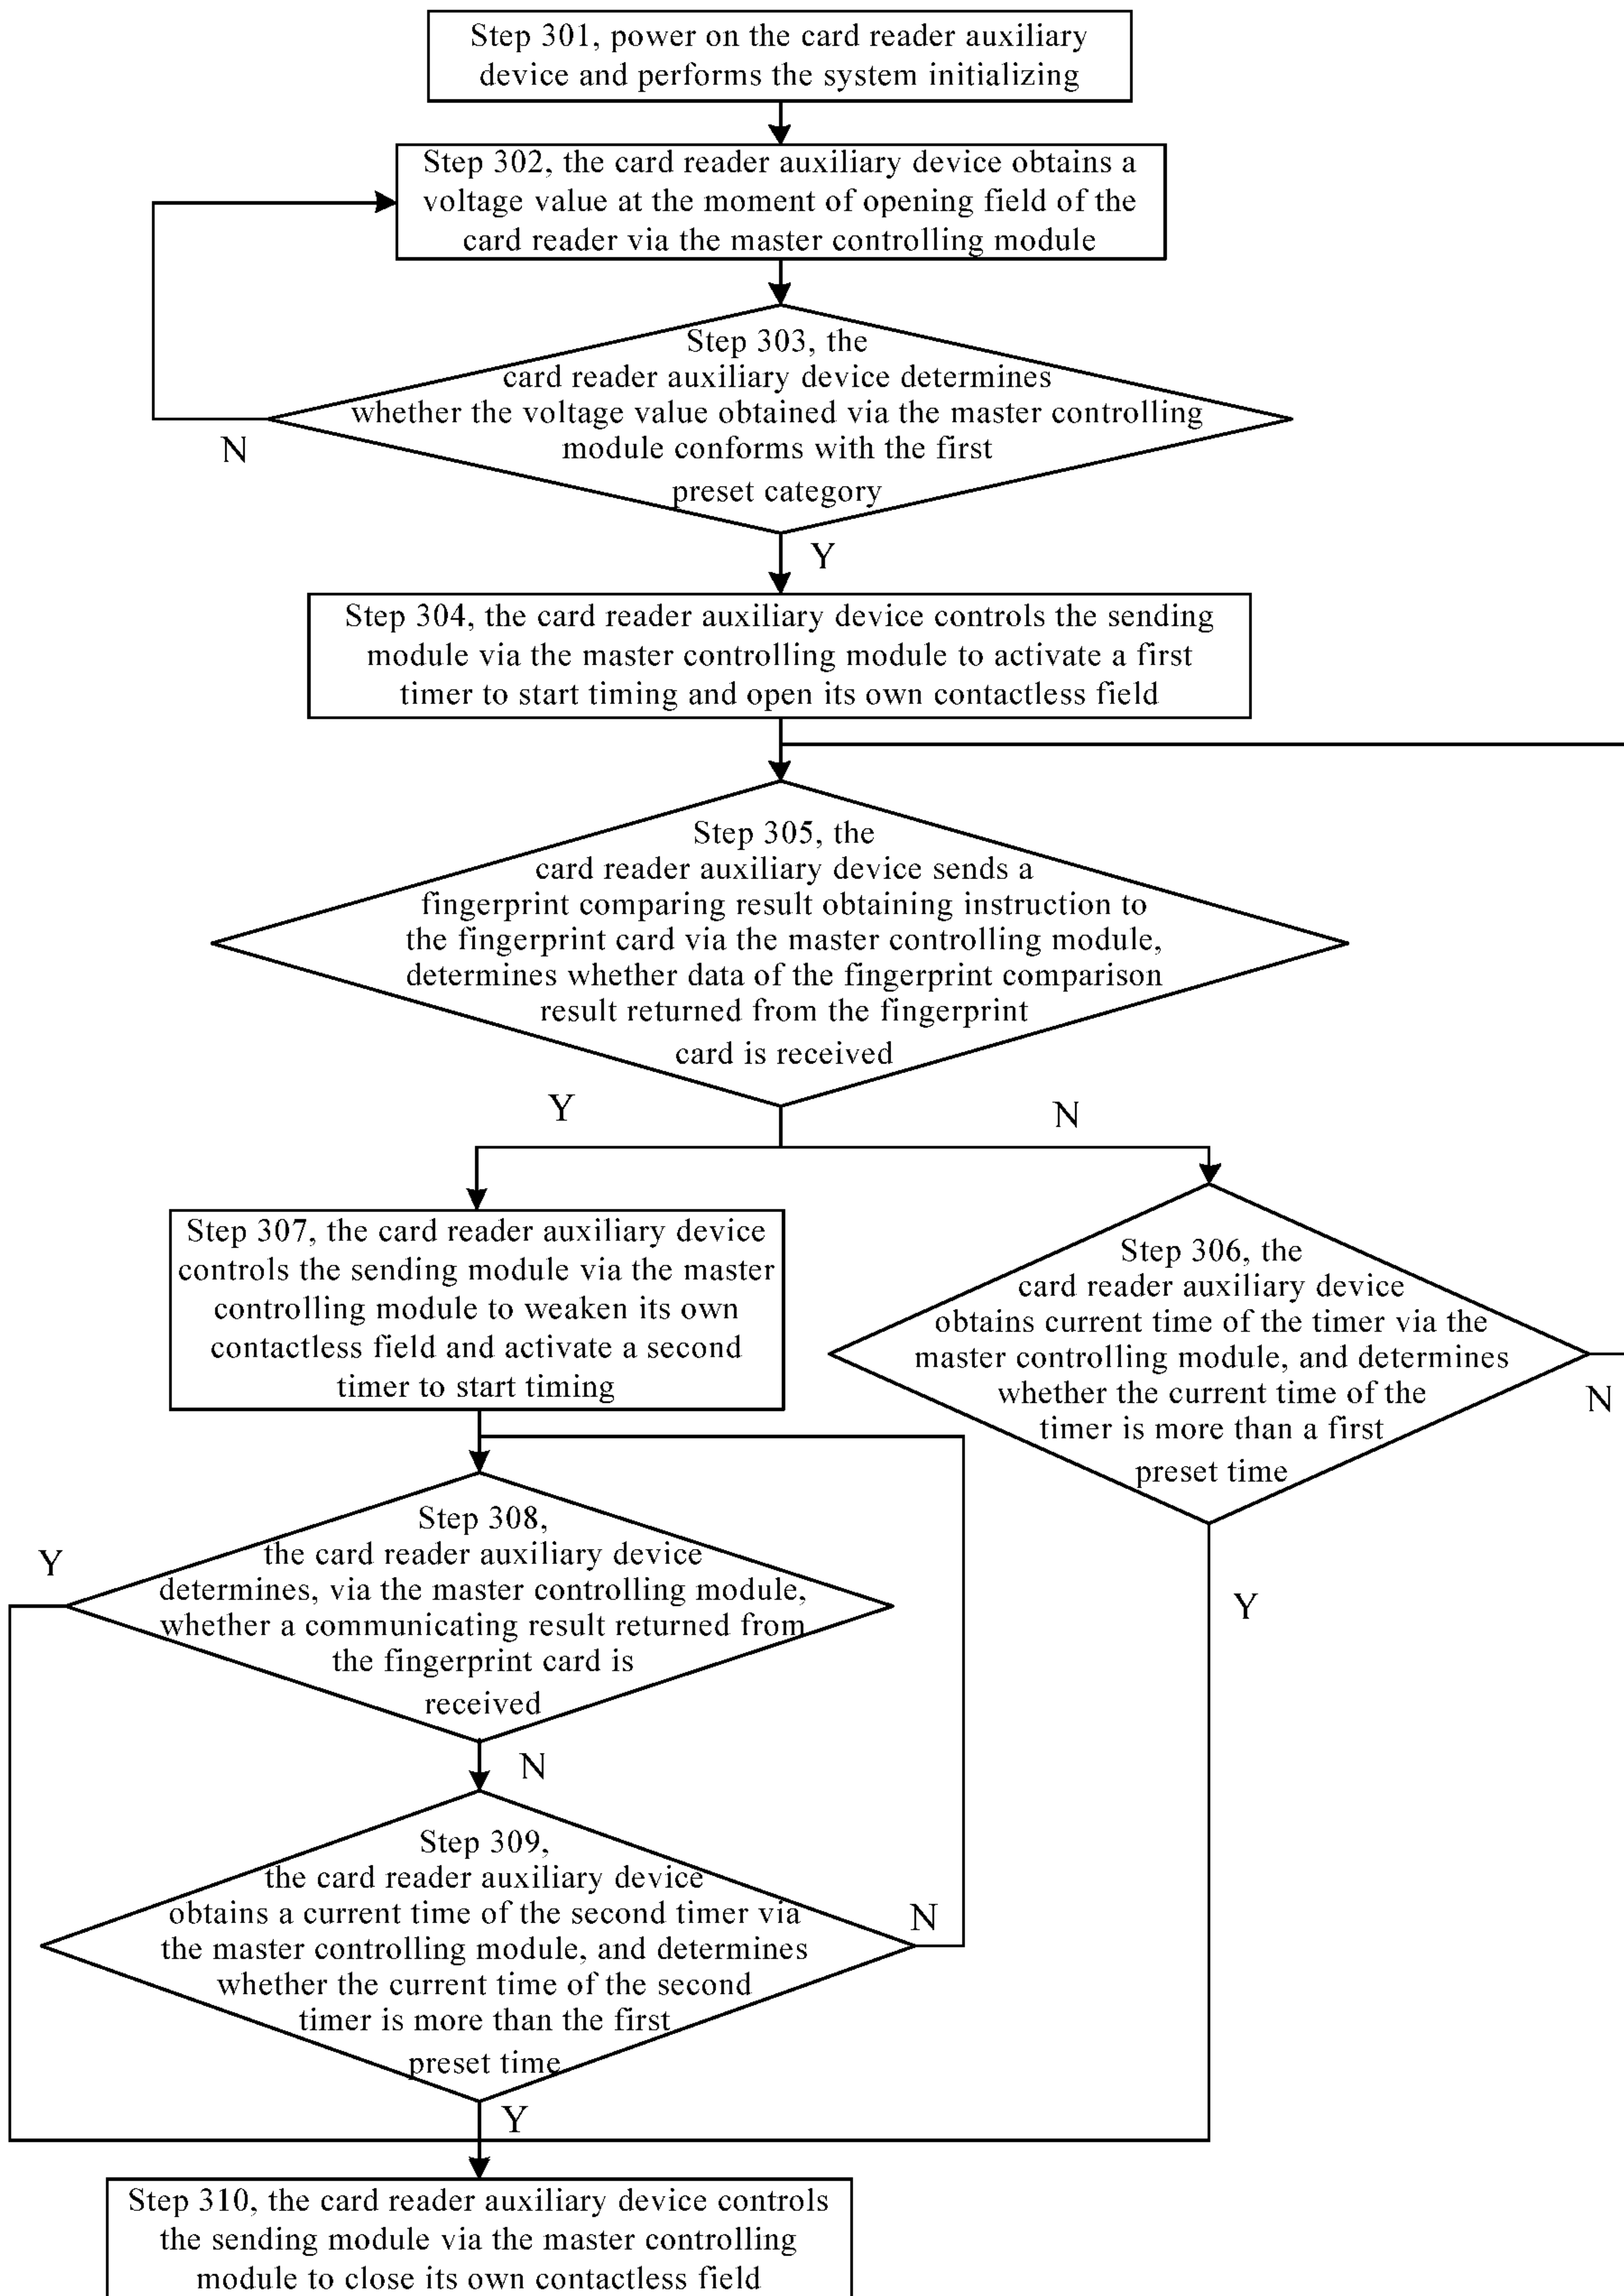 Step 301, power on the card reader auxiliary
device and performs the system initializing
Step 302, the card reader auxiliary device obtains a
voltage value at the moment of opening field of the
card reader via the master controlling module
Step 303, the
card reader auxiliary device determines
whether the voltage value obtained via the master controlling
module conforms with the first
preset category
N
Y
Step 304, the card reader auxiliary device controls the sending
module via the master controlling module to activate a first
timer to start timing and open its own contactless field
Step 305, the
card reader auxiliary device sends a
fingerprint comparing result obtaining instruction to
the fingerprint card via the master controlling module,
determines whether data of the fingerprint comparison
result returned from the fingerprint
card is received
Y
N
Step 307, the card reader auxiliary device
controls the sending module via the master
controlling module to weaken its own
contactless field and activate a second
timer to start timing
Step 306, the
card reader auxiliary device
obtains current time of the timer via the
master controlling module, and determines
whether the current time of the
timer is more than a first
preset time
N
Y
Step 308,
the card reader auxiliary device
determines, via the master controlling module,
whether a communicating result returned from
the fingerprint card is
received
Y
N
Step 309,
the card reader auxiliary device
obtains a current time of the second timer via
the master controlling module, and determines
whether the current time of the second
timer is more than the first
preset time
N
Y
Step 310, the card reader auxiliary device controls
the sending module via the master controlling
module to close its own contactless field